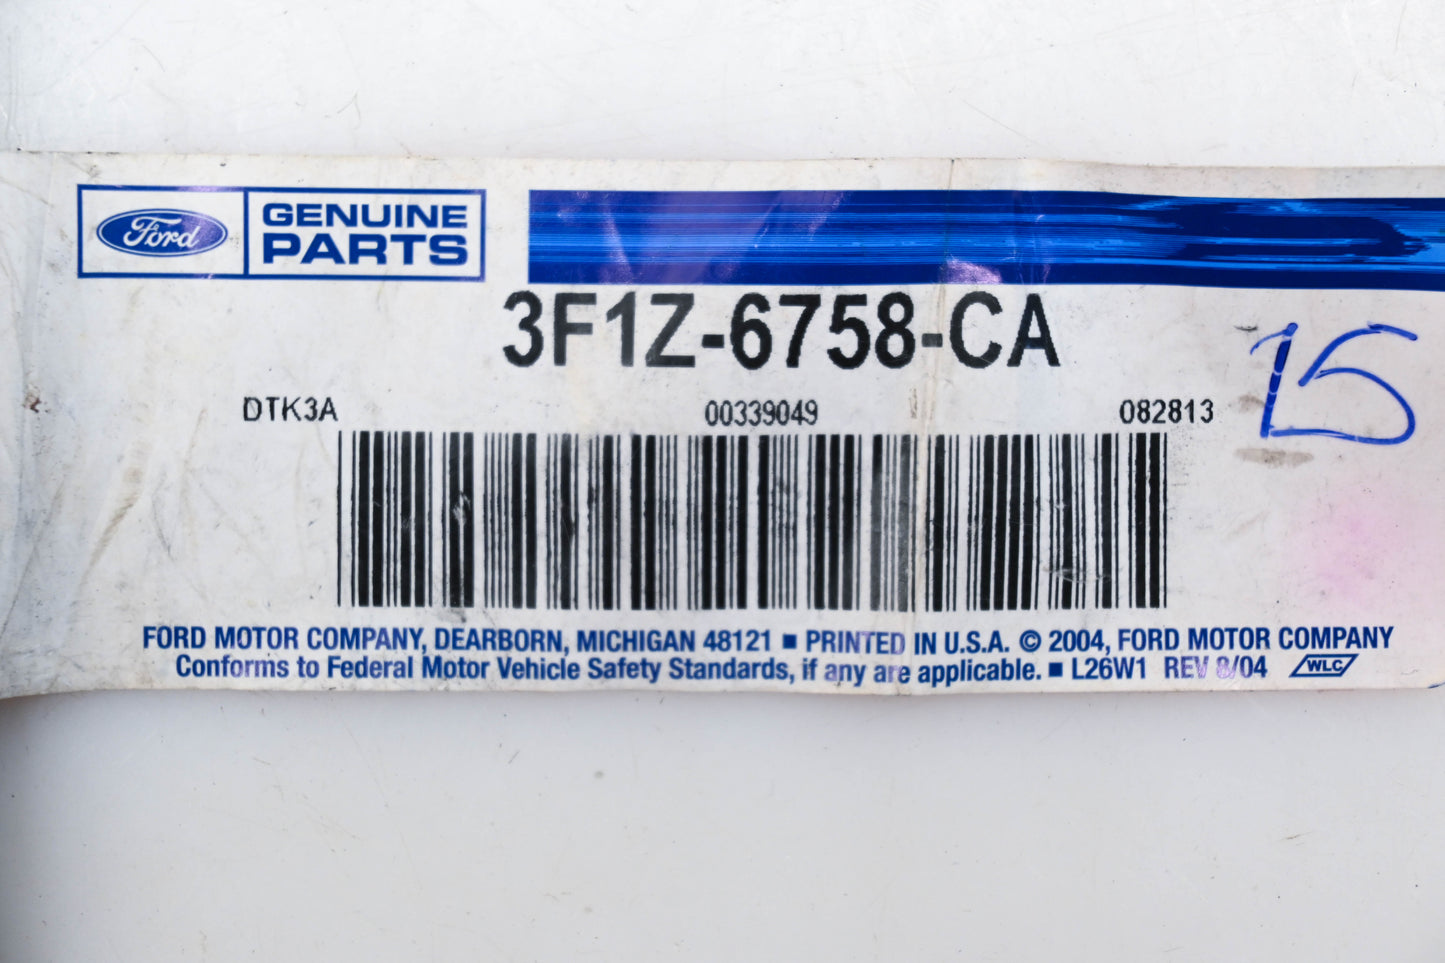 Ford GENUINE
PARTS
3F1Z-6758-CA
15
DTK3A 00339049 082813
FORD MOTOR COMPANY, DEARBORN, MICHIGAN 48121 ■ PRINTED IN U.S.A. © 2004, FORD MOTOR COMPANY
Conforms to Federal Motor Vehicle Safety Standards, if any are applicable. ■ L26W1 REV 8/04 WLC